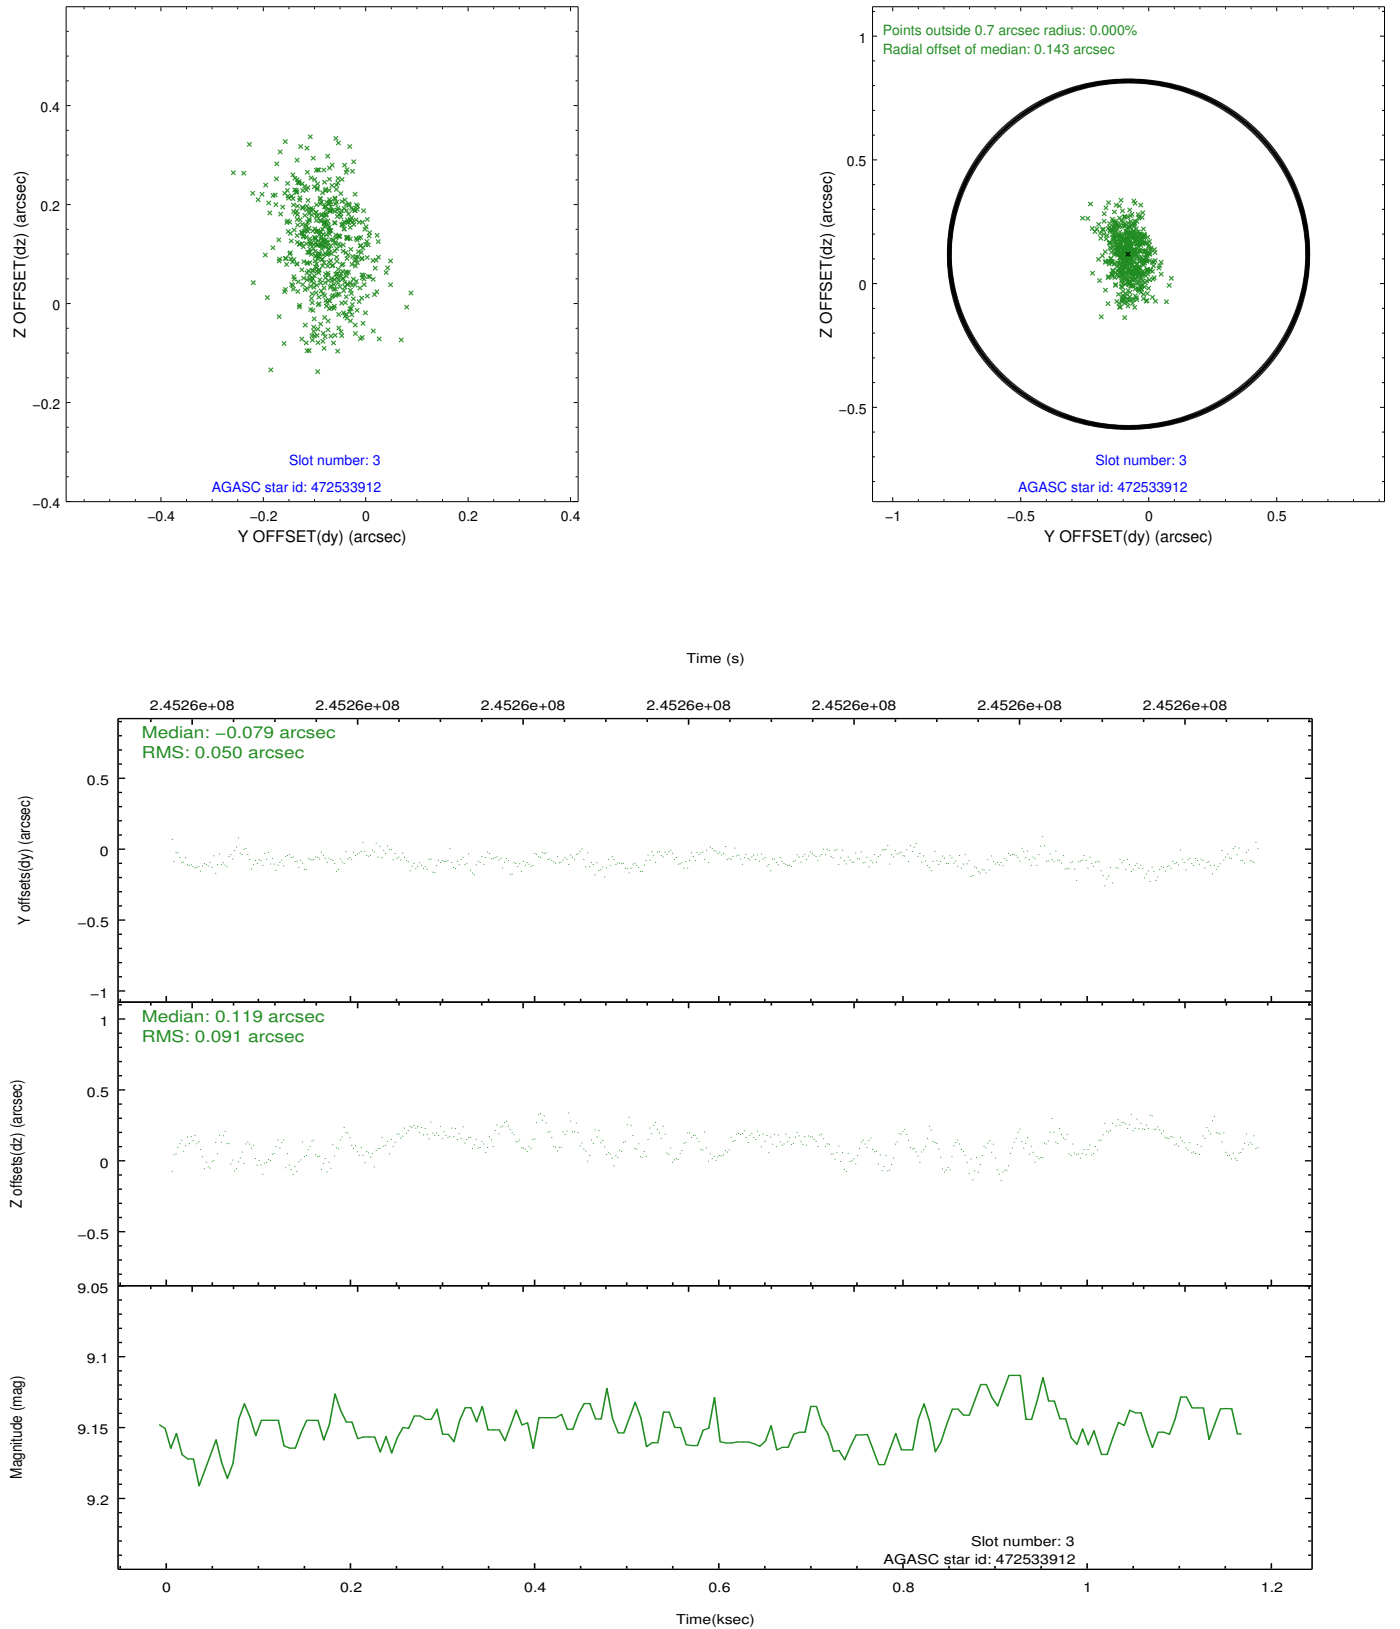 0.4
0.2
0
−0.2
−0.4
Z OFFSET(dz) (arcsec)
−0.4
−0.2
0
0.2
0.4
Y OFFSET(dy) (arcsec)
Slot number: 3
AGASC star id: 472533912
Points outside 0.7 arcsec radius: 0.000%
Radial offset of median: 0.143 arcsec
1
0.5
0
−0.5
Z OFFSET(dz) (arcsec)
−1
−0.5
0
0.5
Y OFFSET(dy) (arcsec)
Slot number: 3
AGASC star id: 472533912
Time (s)
2.4526e+08 2.4526e+08 2.4526e+08 2.4526e+08 2.4526e+08 2.4526e+08 2.4526e+08
Median: −0.079 arcsec
RMS: 0.050 arcsec
0.5
0
−0.5
−1
Y offsets(dy) (arcsec)
Median: 0.119 arcsec
RMS: 0.091 arcsec
1
0.5
0
−0.5
Z offsets(dz) (arcsec)
9.05
9.1
9.15
9.2
Magnitude (mag)
Slot number: 3
AGASC star id: 472533912
0 0.2 0.4 0.6 0.8 1 1.2
Time(ksec)